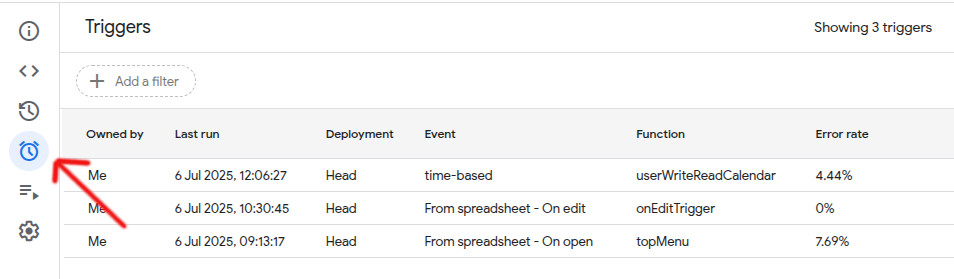 Triggers
Showing 3 triggers
Add a filter
Owned by Last run Deployment Event Function Error rate
Me 6 Jul 2025, 12:06:27 Head time-based userWriteReadCalendar 4.44%
Me 6 Jul 2025, 10:30:45 Head From spreadsheet - On edit onEditTrigger 0%
Me 6 Jul 2025, 09:13:17 Head From spreadsheet - On open topMenu 7.69%